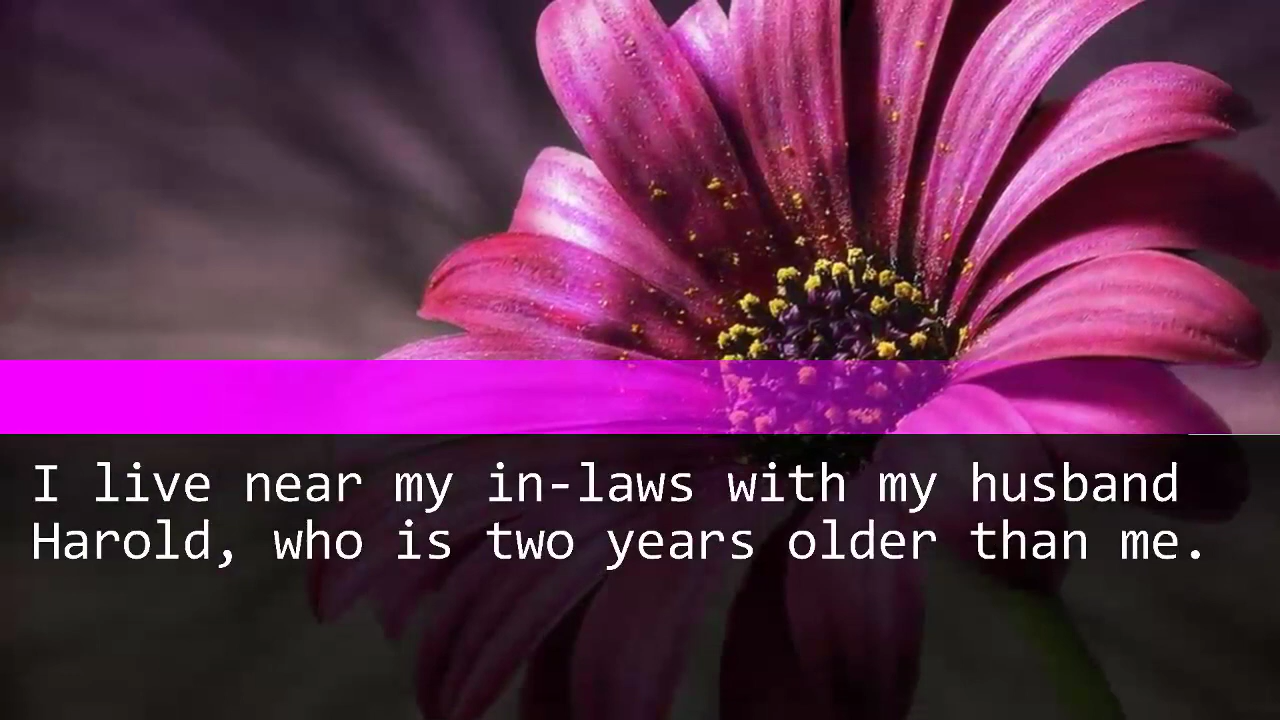 I live near my in-laws with my husband
Harold, who is two years older than me.